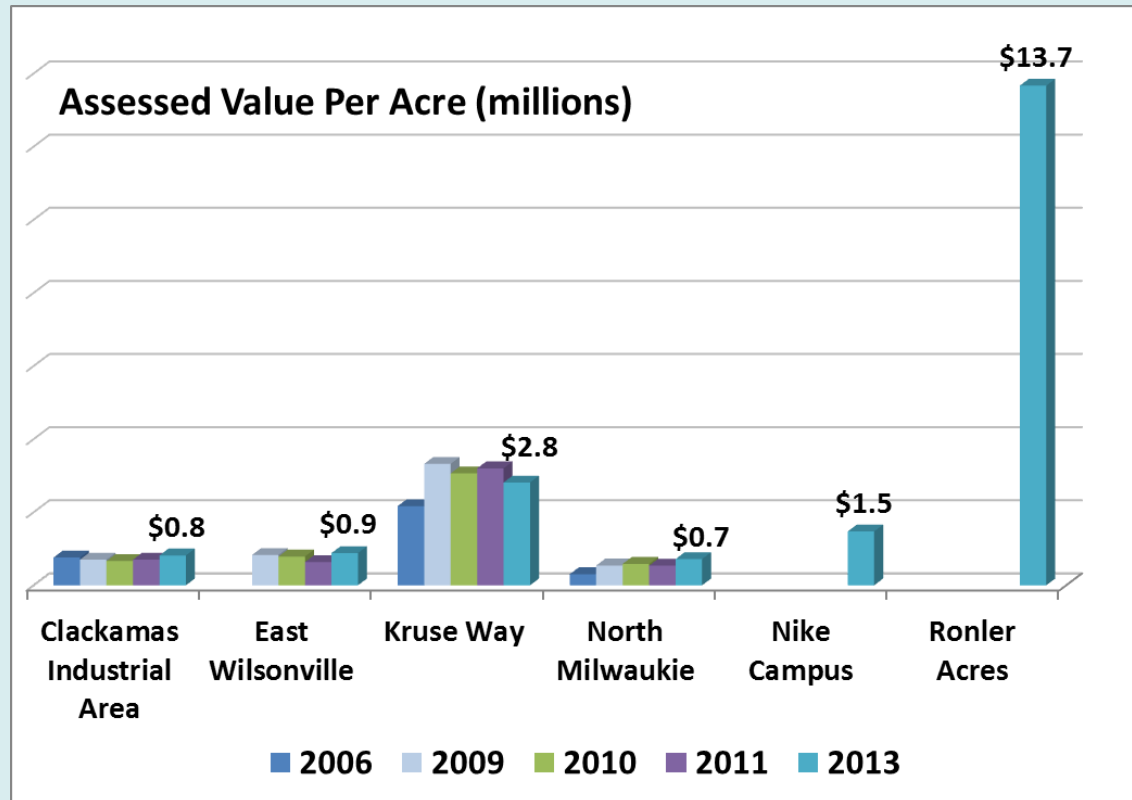 $13.7
Assessed Value Per Acre (millions)
$2.8
$1.5
$0.8
$0.9
$0.7
Clackamas
Industrial
Area
East
Wilsonville
Kruse Way
North
Milwaukie
Nike
Campus
Ronler
Acres
2006 2009 2010 2011 2013